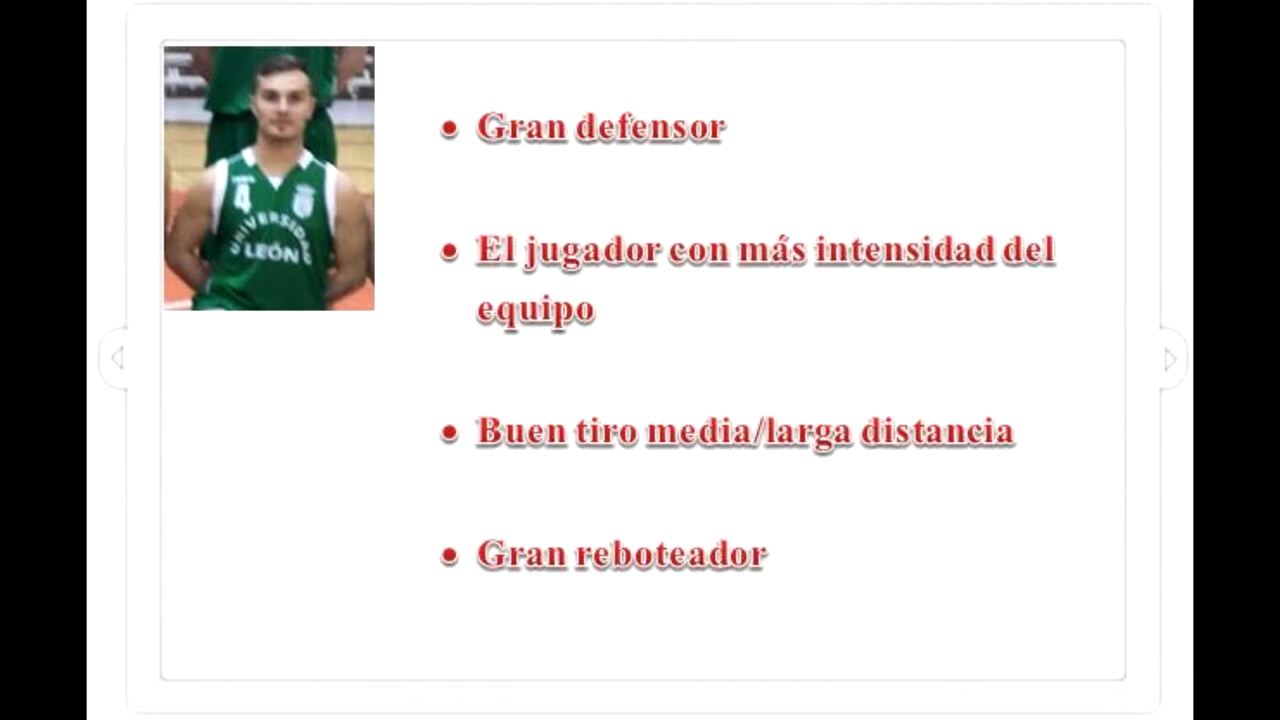 4
UNIVERSIDAD
LEÓN
• Gran defensor
• El jugador con más intensidad del
equipo
• Buen tiro media/larga distancia
• Gran reboteador